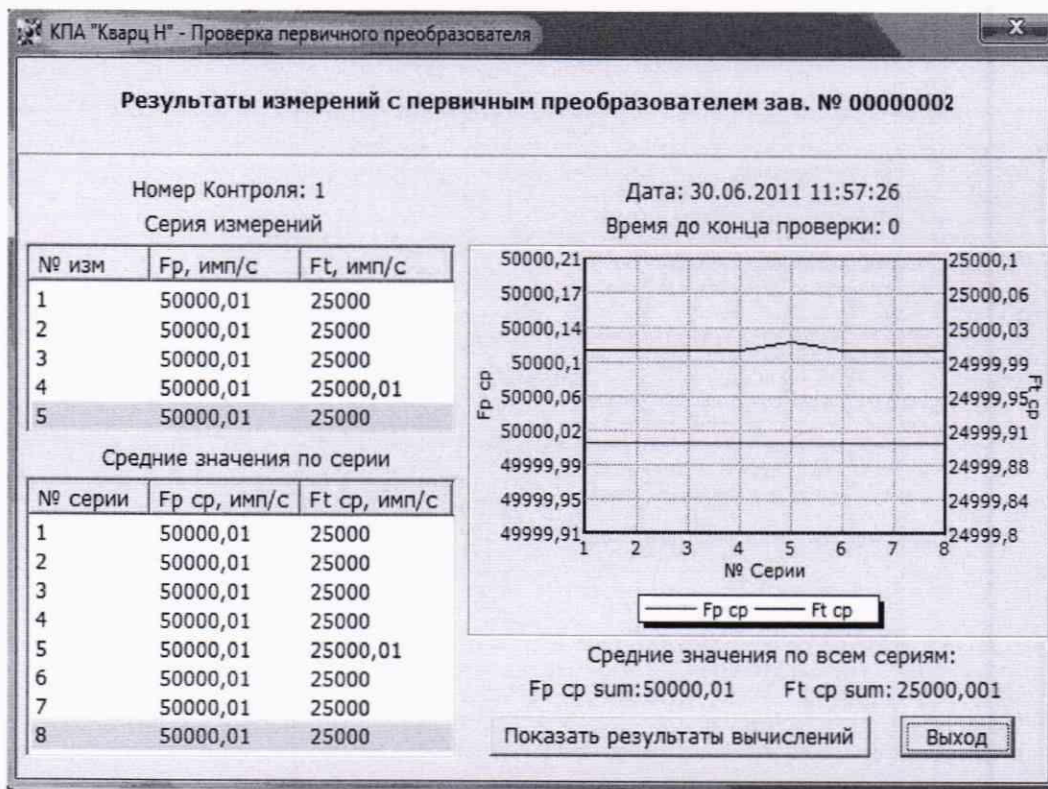 КПА "Кварц Н" - Проверка первичного преобразователя
X
Результаты измерений с первичным преобразователем зав. № 00000002
Номер Контроля: 1
Серия измерений
№ изм Fp, имп/с Ft, имп/с
1 50000,01 25000
2 50000,01 25000
3 50000,01 25000
4 50000,01 25000,01
5 50000,01 25000
Средние значения по серии
№ серии Fp ср, имп/с Ft ср, имп/с
1 50000,01 25000
2 50000,01 25000
3 50000,01 25000
4 50000,01 25000
5 50000,01 25000,01
6 50000,01 25000
7 50000,01 25000
8 50000,01 25000
Дата: 30.06.2011 11:57:26
Время до конца проверки: 0
50000,21 25000,1
50000,17 25000,06
50000,14 25000,03
50000,1 24999,99
50000,06 24999,95
50000,02 24999,91
49999,99 24999,88
49999,95 24999,84
49999,91 24999,8
Fp ср
Ft ср
1 2 3 4 5 6 7 8
№ Серии
Fp ср Ft ср
Средние значения по всем сериям:
Fp ср sum:50000,01 Ft ср sum: 25000,001
Показать результаты вычислений Выход